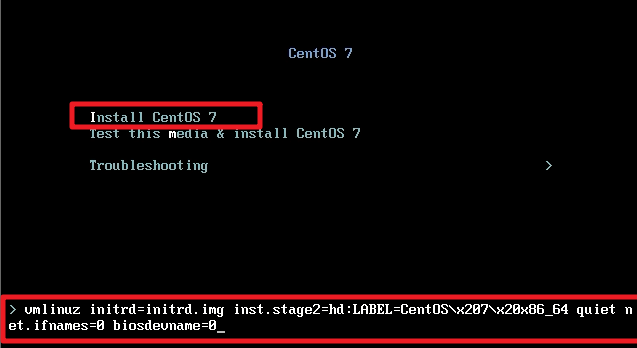 CentOS 7
Install CentOS 7
Test this media & install CentOS 7
Troubleshooting >
> vmlinuz initrd=initrd.img inst.stage2=hd:LABEL=CentOS\x207\x20x86_64 quiet n
et.ifnames=0 biosdevname=0_